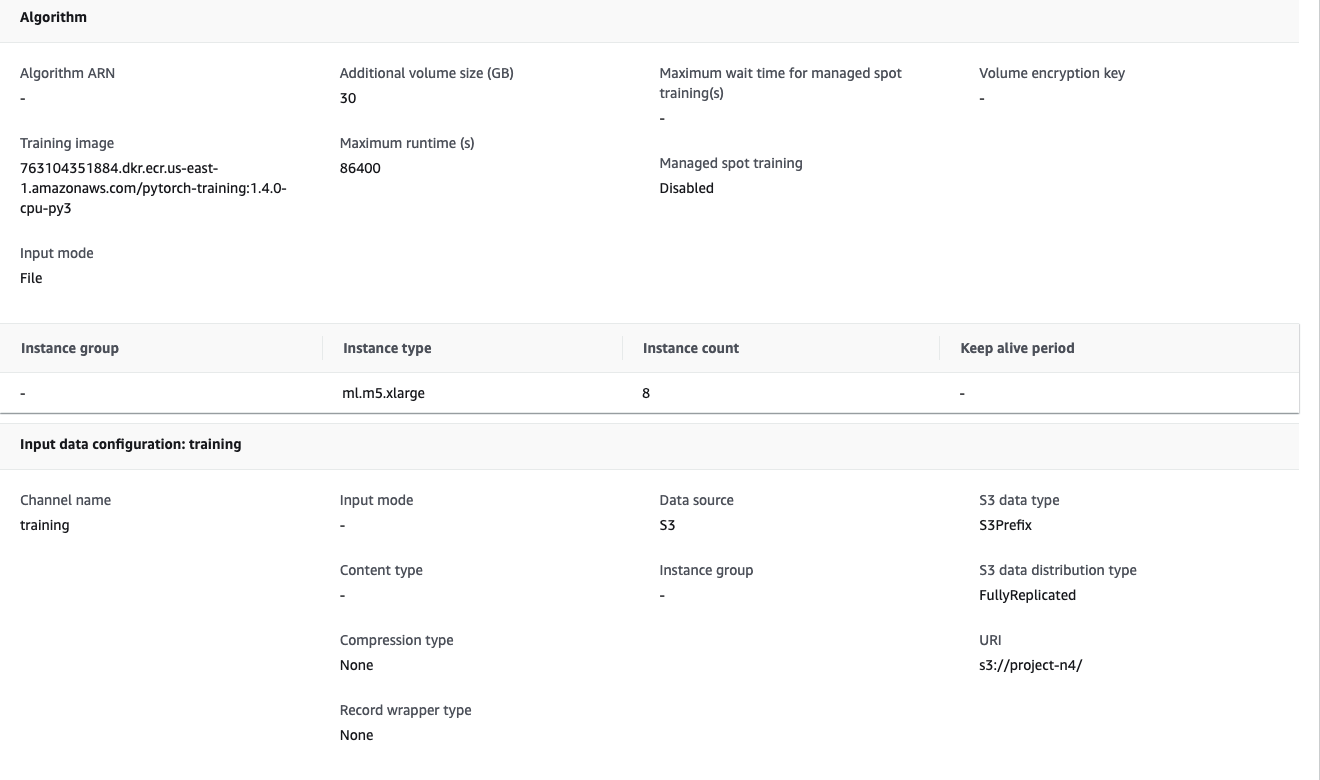 Algorithm
Algorithm ARN
-
Training image
763104351884.dkr.ecr.us-east-
1.amazonaws.com/pytorch-training:1.4.0-
cpu-py3
Input mode
File
Additional volume size (GB)
30
Maximum runtime (s)
86400
Maximum wait time for managed spot
training(s)
-
Managed spot training
Disabled
Volume encryption key
-
Instance group Instance type Instance count Keep alive period
- ml.m5.xlarge 8 -
Input data configuration: training
Channel name
training
Input mode
-
Content type
-
Compression type
None
Record wrapper type
None
Data source
S3
Instance group
-
S3 data type
S3Prefix
S3 data distribution type
FullyReplicated
URI
s3://project-n4/